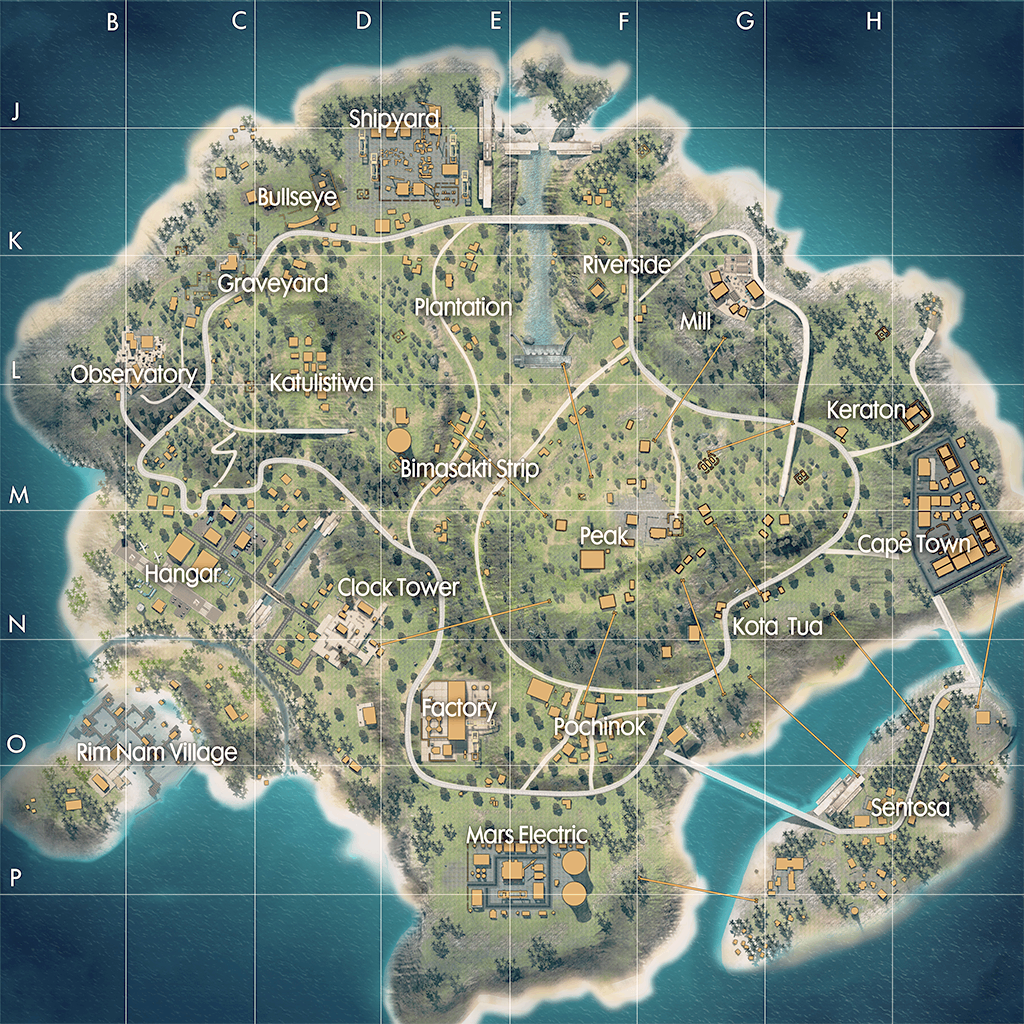 B C D E F G H
J
Shipyard
Bullseye
K
Riverside
Graveyard
Plantation
Mill
L
Observatory
Katulistiwa
Keraton
Bimasakti Strip
M
Peak
Cape Town
Hangar
Clock Tower
N
Kota Tua
Factory
Pochinok
O
Rim Nam Village
Sentosa
Mars Electric
P